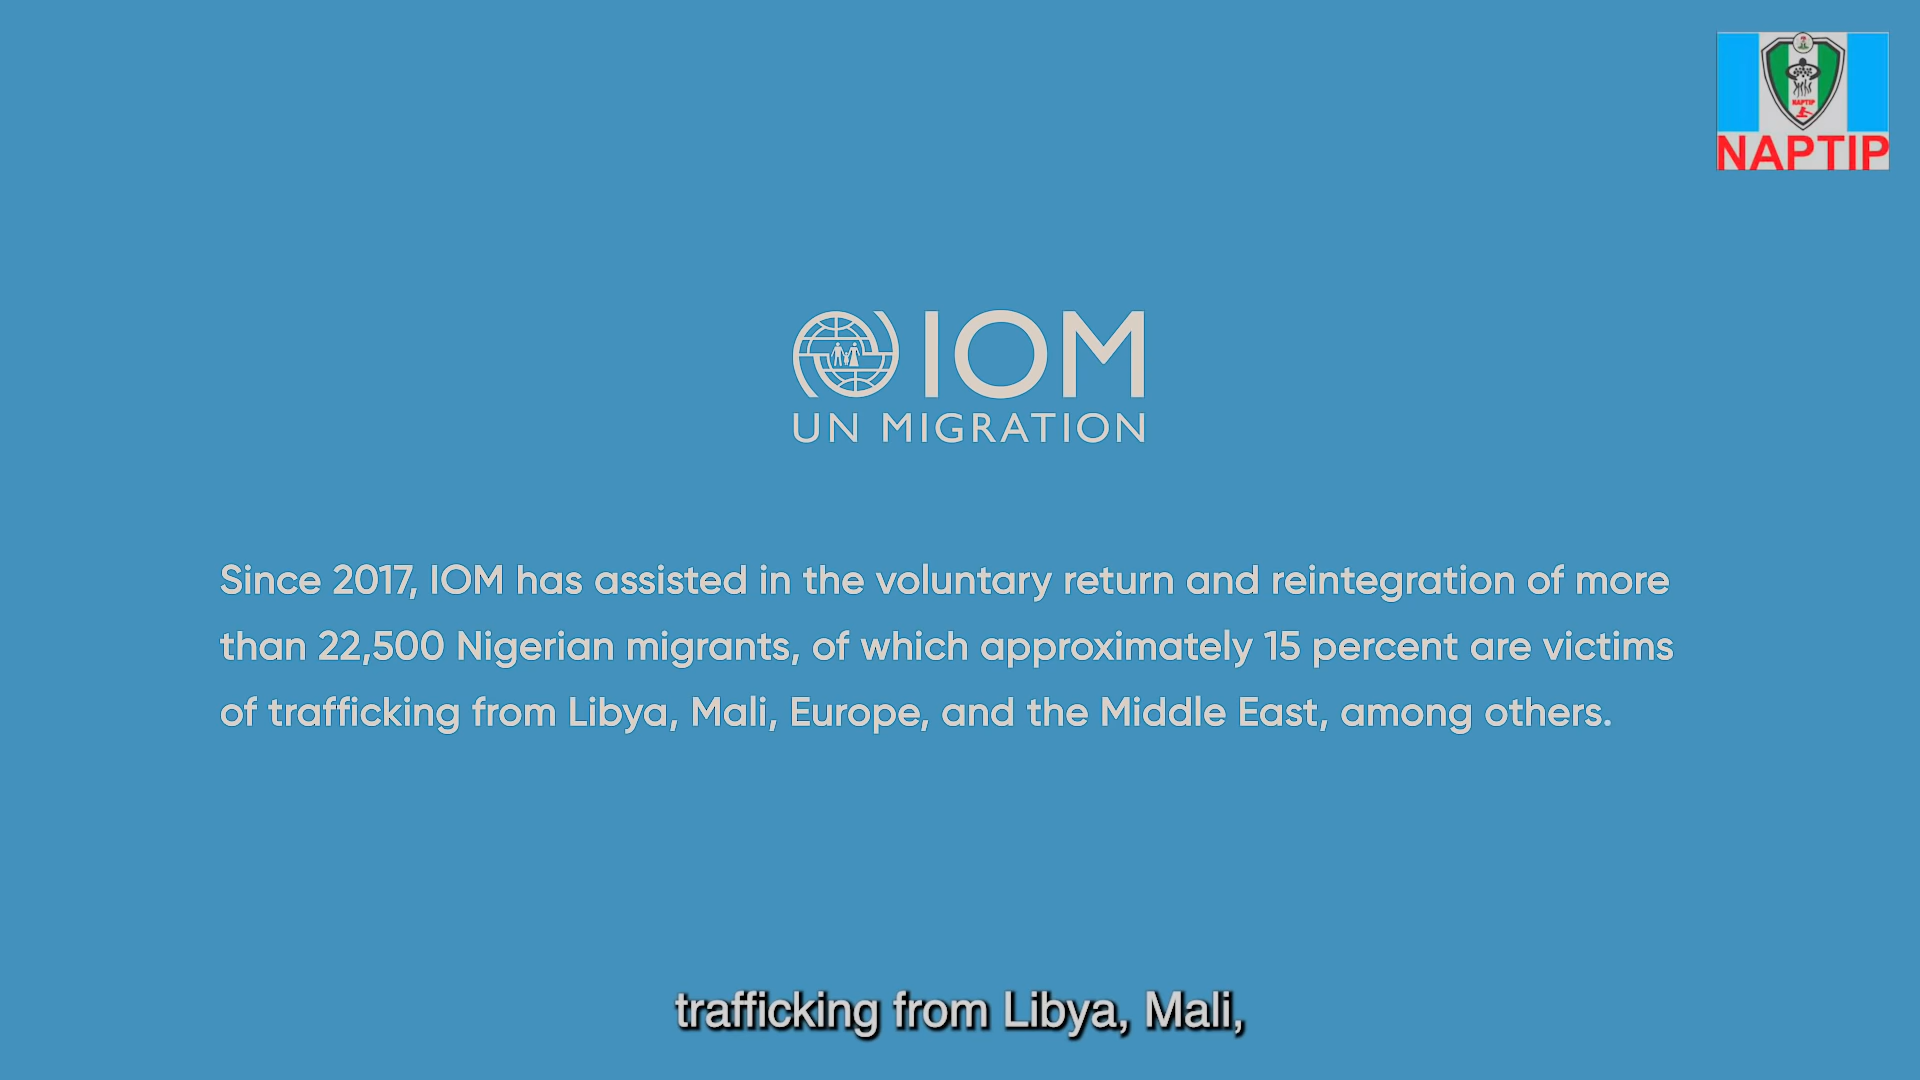 NAPTIP
NAPTIP
IOM
UN MIGRATION
Since 2017, IOM has assisted in the voluntary return and reintegration of more
than 22,500 Nigerian migrants, of which approximately 15 percent are victims
of trafficking from Libya, Mali, Europe, and the Middle East, among others.
trafficking from Libya, Mali,